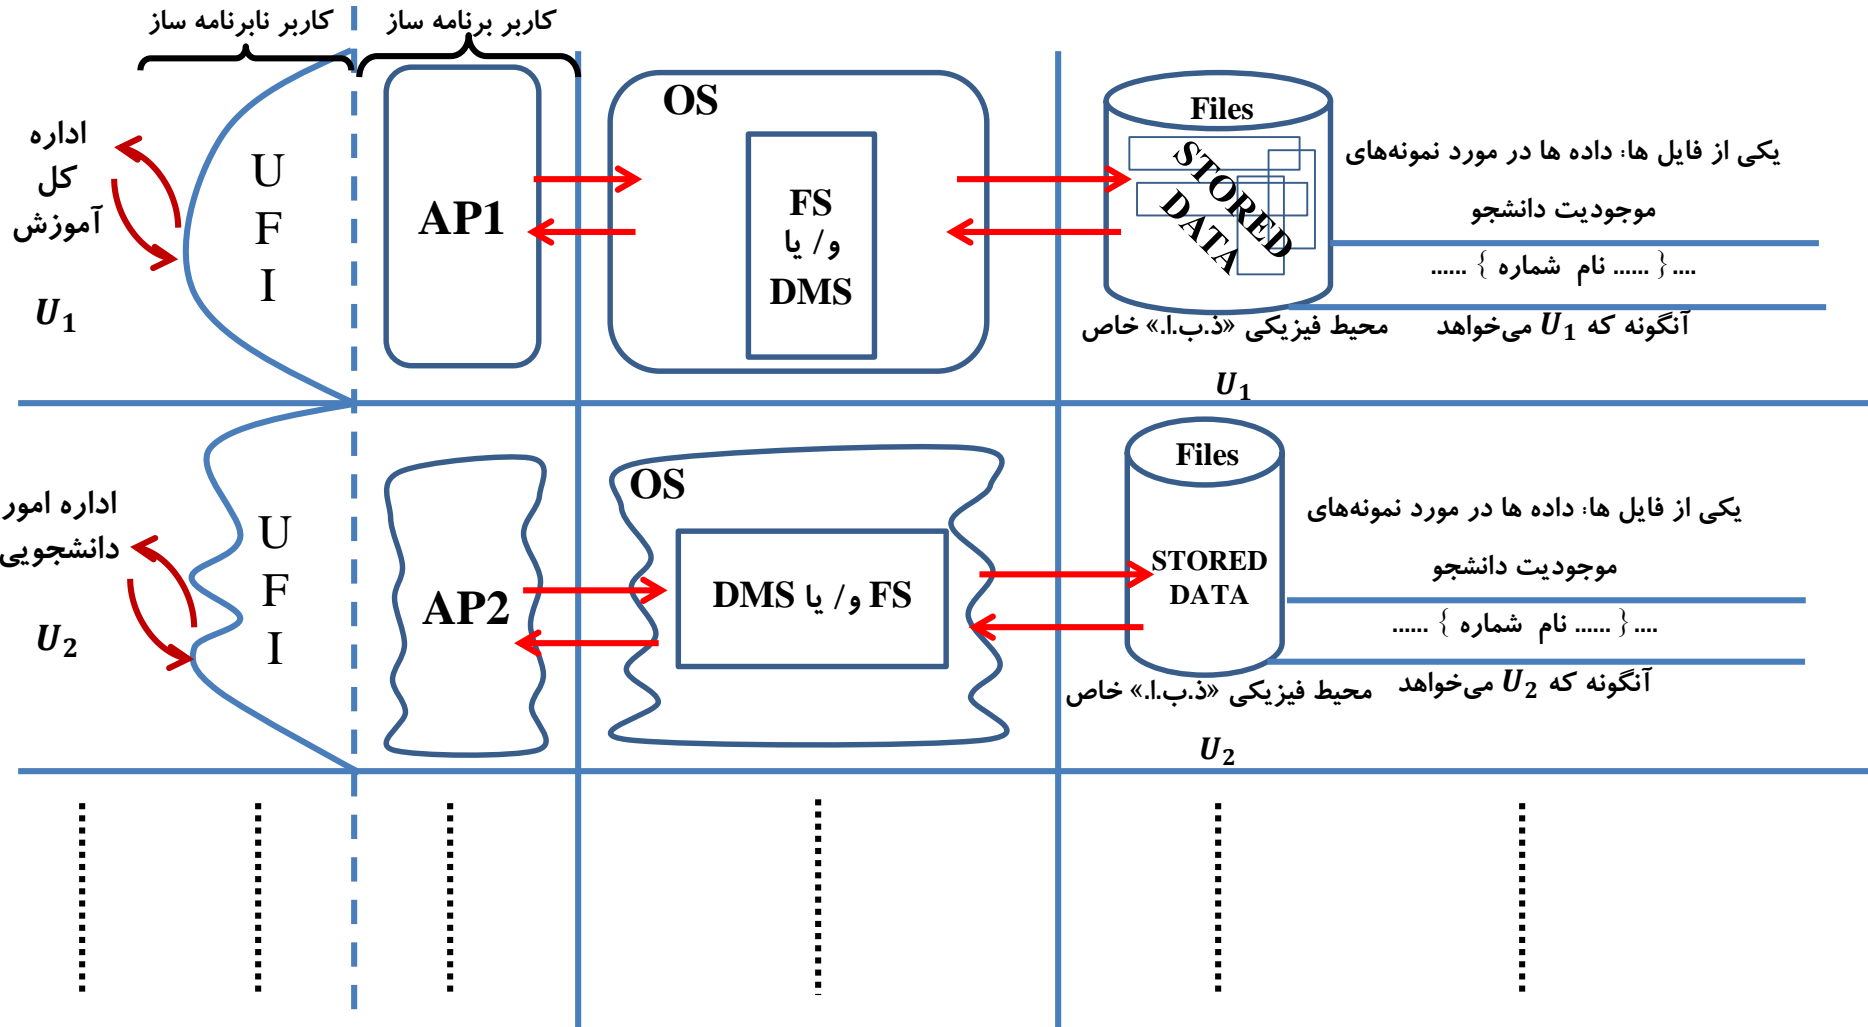 کاربر نابرنامه ساز
کاربر برنامه ساز
اداره
کل
آموزش
U1
U
F
I
AP1
OS
FS
و/ یا
DMS
Files
STORED
DATA
یکی از فایل ها: داده ها در مورد نمونه‌های
موجودیت دانشجو
....{ ...... نام شماره } ......
آنگونه که U1 می‌خواهد
محیط فیزیکی «ذ.ب.ا.» خاص
U1
اداره امور
دانشجویی
U2
U
F
I
AP2
OS
FS و/ یا DMS
Files
STORED
DATA
یکی از فایل ها: داده ها در مورد نمونه‌های
موجودیت دانشجو
....{ ...... نام شماره } ......
آنگونه که U2 می‌خواهد
محیط فیزیکی «ذ.ب.ا.» خاص
U2